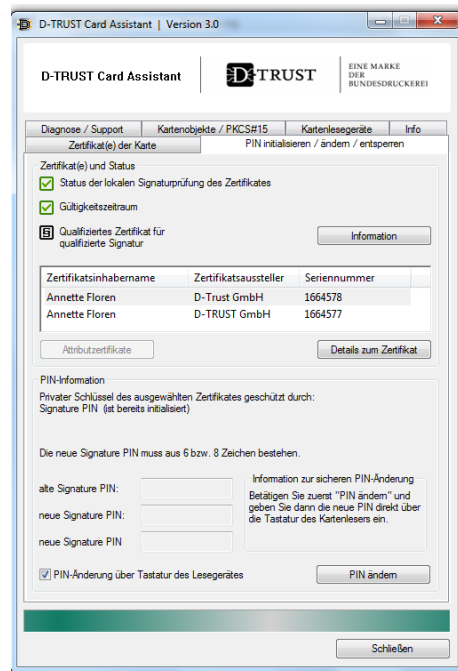 D-TRUST Card Assistant | Version 3.0
D-TRUST Card Assistant
D-TRUST
EINE MARKE
DER
BUNDESDRUCKEREI
Diagnose / Support
Kartenobjekte / PKCS#15
Kartenlesegeräte
Info
Zertifikat(e) der Karte
PIN initialisieren / ändern / entsperren
Zertifikat(e) und Status
Status der lokalen Signaturprüfung des Zertifikates
Gültigkeitszeitraum
Qualifiziertes Zertifikat für
qualifizierte Signatur
Information
Zertifikatsinhabername Zertifikatsaussteller Seriennummer
Annette Floren D-Trust GmbH 1664578
Annette Floren D-TRUST GmbH 1664577
Attributzertifikate
Details zum Zertifikat
PIN-Information
Privater Schlüssel des ausgewählten Zertifikates geschützt durch:
Signature PIN (ist bereits initialisiert)
Die neue Signature PIN muss aus 6 bzw. 8 Zeichen bestehen.
alte Signature PIN:
neue Signature PIN:
neue Signature PIN
Information zur sicheren PIN-Änderung
Betätigen Sie zuerst "PIN ändern" und
geben Sie dann die neue PIN direkt über
die Tastatur des Kartenlesers ein.
PIN-Änderung über Tastatur des Lesegerätes
PIN ändern
Schließen